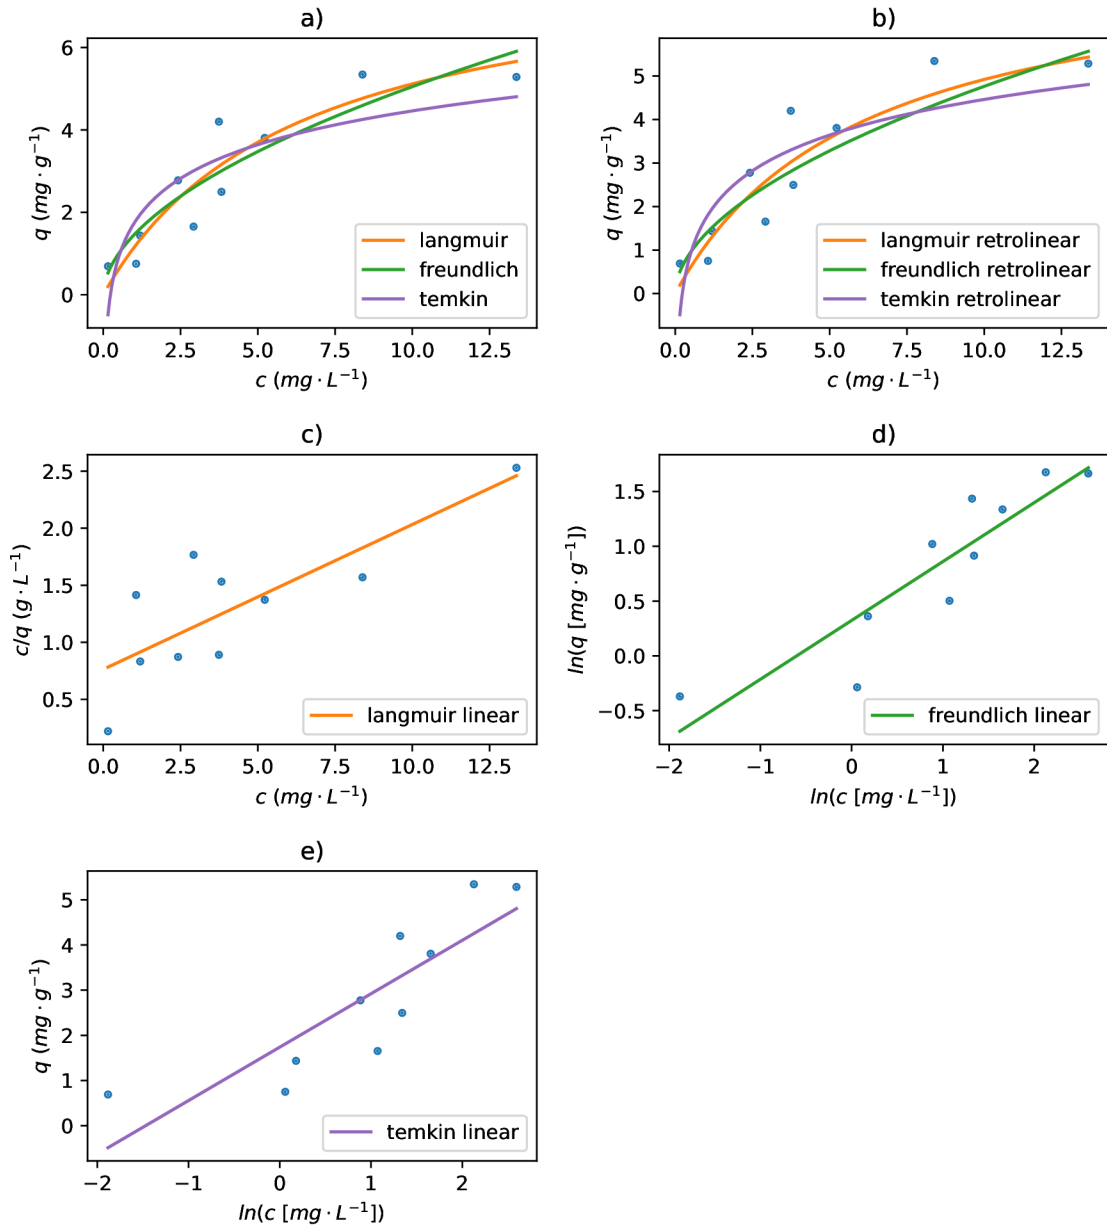 a)
6
4
2
0
q (mg · g⁻¹)
langmuir
freundlich
temkin
0.0 2.5 5.0 7.5 10.0 12.5
c (mg · L⁻¹)
b)
5
4
3
2
1
0
q (mg · g⁻¹)
langmuir retrolinear
freundlich retrolinear
temkin retrolinear
0.0 2.5 5.0 7.5 10.0 12.5
c (mg · L⁻¹)
c)
2.5
2.0
1.5
1.0
0.5
c/q (g · L⁻¹)
langmuir linear
0.0 2.5 5.0 7.5 10.0 12.5
c (mg · L⁻¹)
d)
1.5
1.0
0.5
0.0
−0.5
ln(q [mg · g⁻¹])
freundlich linear
−2 −1 0 1 2
ln(c [mg · L⁻¹])
e)
5
4
3
2
1
0
q (mg · g⁻¹)
temkin linear
−2 −1 0 1 2
ln(c [mg · L⁻¹])